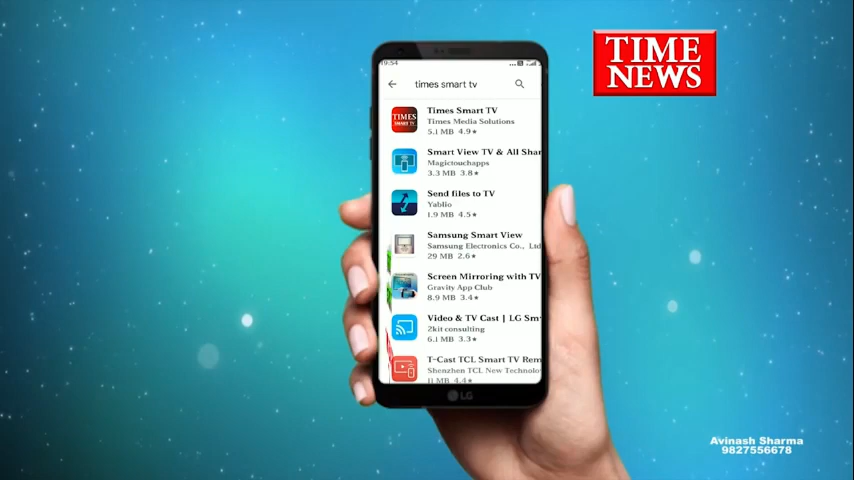 TIME
NEWS
19:54
times smart tv
TIMES
SMART TV
Times Smart TV
Times Media Solutions
5.1 MB 4.9★
Smart View TV & All Shar
Magictouchapps
3.3 MB 3.8★
Send files to TV
Yablio
1.9 MB 4.5★
Samsung Smart View
Samsung Electronics Co., Ltd
29 MB 2.6★
Screen Mirroring with TV
Gravity App Club
8.9 MB 3.4★
Video & TV Cast | LG Sm
2kit consulting
6.1 MB 3.3★
T-Cast TCL Smart TV Rem
Shenzhen TCL New Technolo
11 MB 4.4★
LG
Avinash Sharma
9827556678